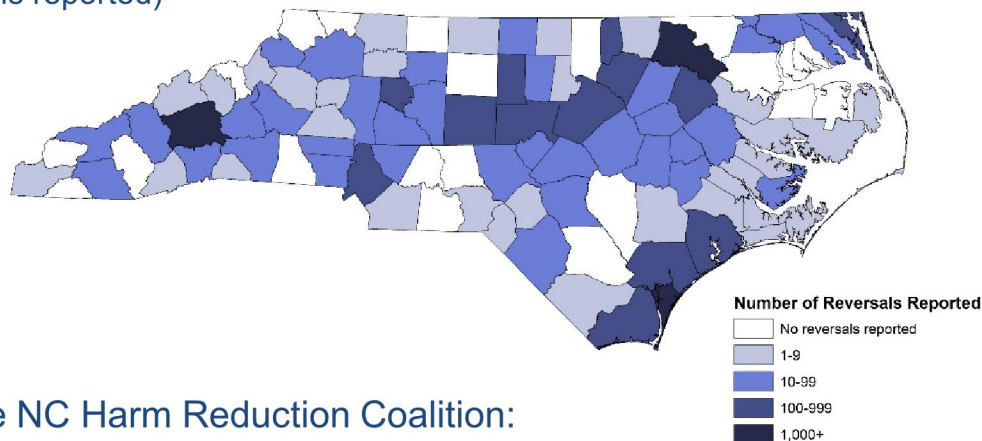 s reported)
Number of Reversals Reported
No reversals reported
1-9
10-99
100-999
1,000+
e NC Harm Reduction Coalition: